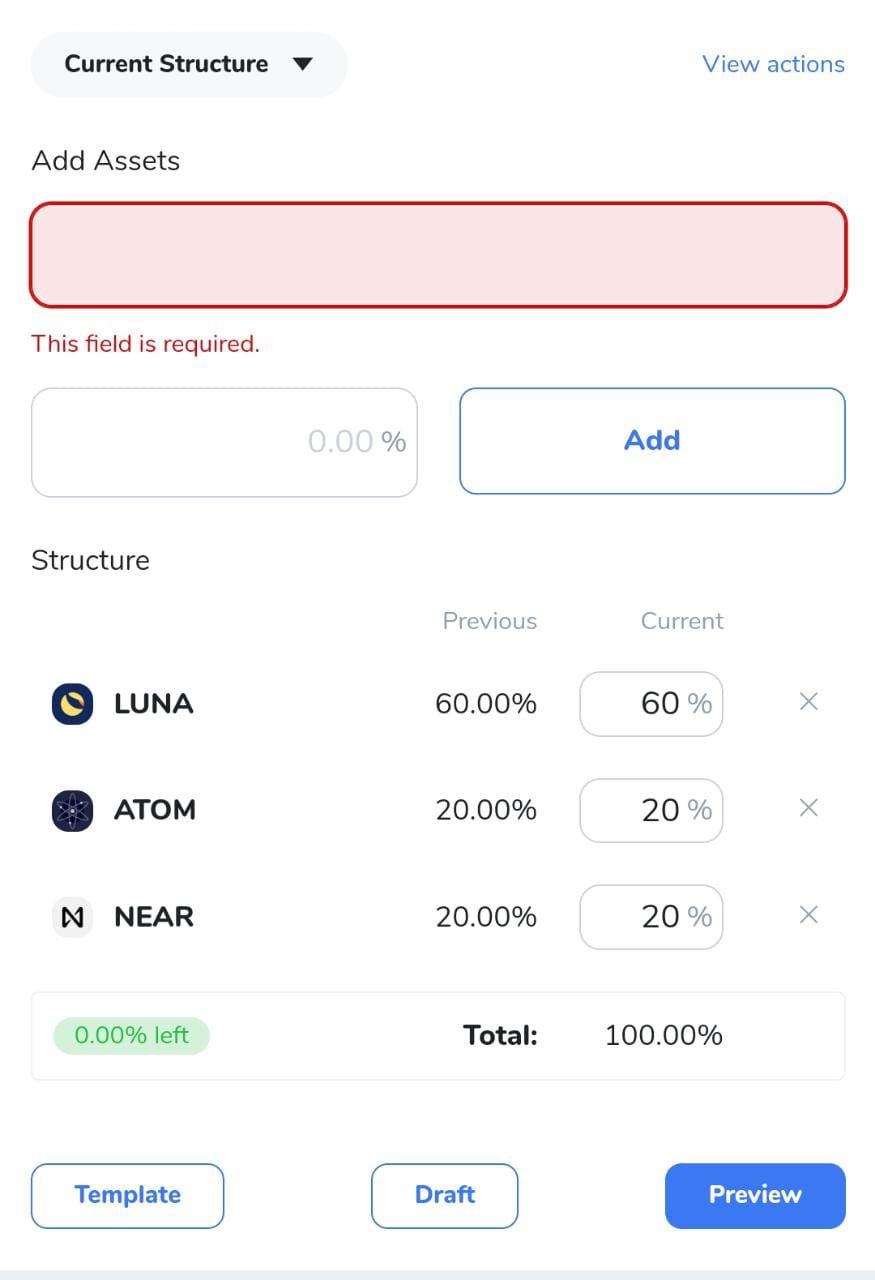 Current Structure
View actions
Add Assets
This field is required.
0.00 %
Add
Structure
Previous Current
LUNA 60.00% 60 %
ATOM 20.00% 20 %
NEAR 20.00% 20 %
0.00% left Total: 100.00%
Template Draft Preview